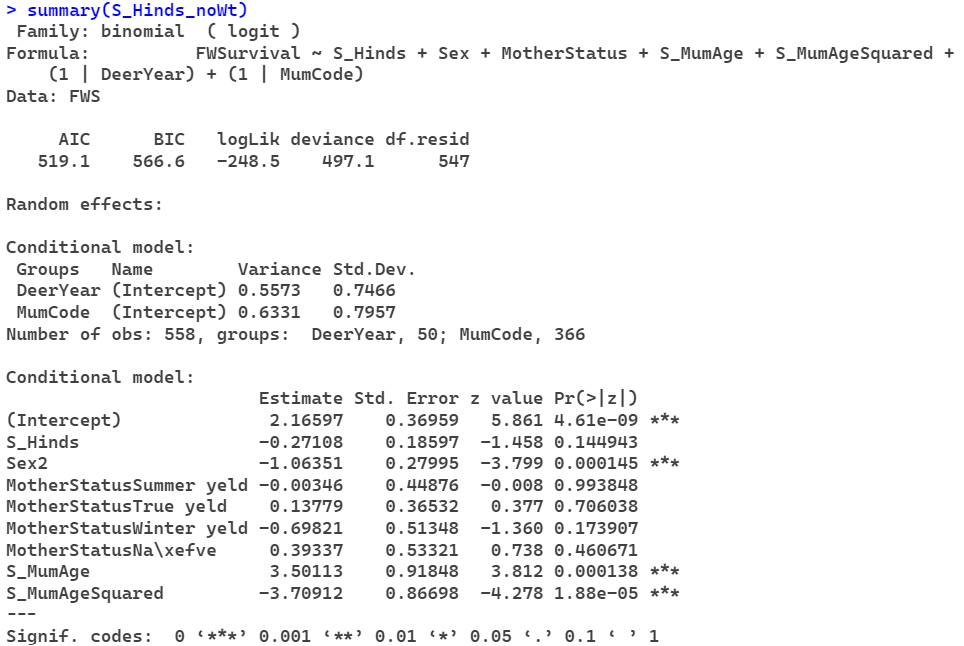 > summary(S_Hinds_noWt)
 Family: binomial  ( logit )
Formula:          FWSurvival ~ S_Hinds + Sex + MotherStatus + S_MumAge + S_MumAgeSquared +
    (1 | DeerYear) + (1 | MumCode)
Data: FWS
     AIC      BIC   logLik deviance df.resid
   519.1    566.6   -248.5    497.1      547
Random effects:
Conditional model:
 Groups   Name        Variance Std.Dev.
 DeerYear (Intercept) 0.5573   0.7466
 MumCode  (Intercept) 0.6331   0.7957
Number of obs: 558, groups:  DeerYear, 50; MumCode, 366
Conditional model:
                         Estimate Std. Error z value Pr(>|z|)
(Intercept)               2.16597    0.36959   5.861 4.61e-09 ***
S_Hinds                  -0.27108    0.18597  -1.458 0.144943
Sex2                     -1.06351    0.27995  -3.799 0.000145 ***
MotherStatusSummer yeld -0.00346    0.44876  -0.008 0.993848
MotherStatusTrue yeld     0.13779    0.36532   0.377 0.706038
MotherStatusWinter yeld -0.69821    0.51348  -1.360 0.173907
MotherStatusNa\xefve      0.39337    0.53321   0.738 0.460671
S_MumAge                  3.50113    0.91848   3.812 0.000138 ***
S_MumAgeSquared          -3.70912    0.86698  -4.278 1.88e-05 ***
---
Signif. codes:  0 ‘***’ 0.001 ‘**’ 0.01 ‘*’ 0.05 ‘.’ 0.1 ‘ ’ 1